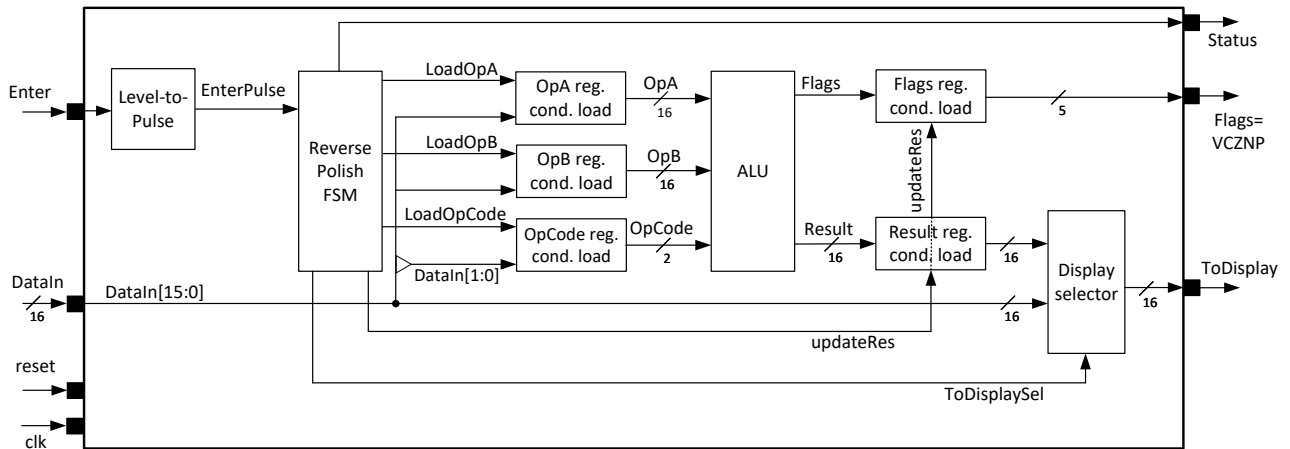 Status
LoadOpA
OpA
Flags
Enter
Level-to-
Pulse
EnterPulse
OpA reg.
cond. load
16
Flags reg.
cond. load
5
Flags=
VCZNP
Reverse
Polish
FSM
LoadOpB
OpB reg.
cond. load
OpB
16
ALU
updateRes
LoadOpCode
OpCode reg.
cond. load
OpCode
2
Result
16
Result reg.
cond. load
16
DataIn[1:0]
Display
selector
DataIn
16
DataIn[15:0]
16
16
ToDisplay
updateRes
reset
ToDisplaySel
clk